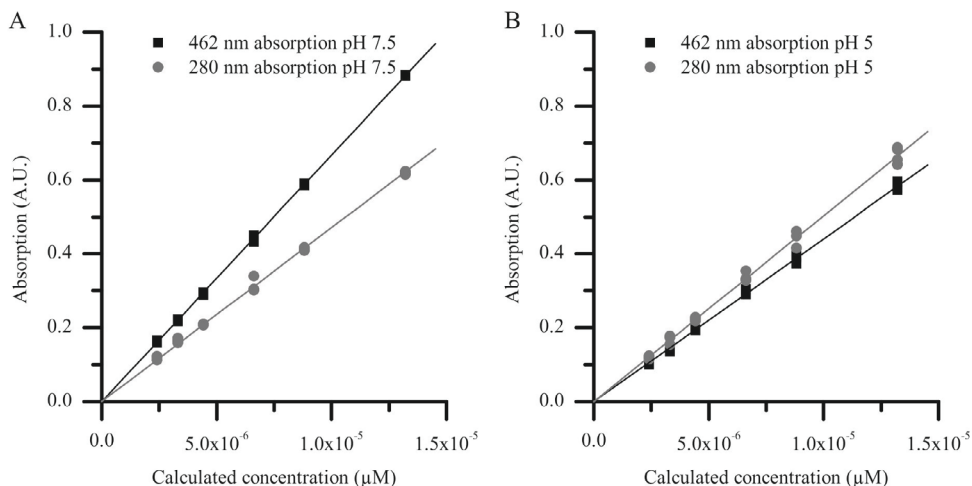 A
462 nm absorption pH 7.5
280 nm absorption pH 7.5
Absorption (A.U.)
1.0
0.8
0.6
0.4
0.2
0.0
0.0 5.0x10⁻⁶ 1.0x10⁻⁵ 1.5x10⁻⁵
Calculated concentration (µM)
B
462 nm absorption pH 5
280 nm absorption pH 5
Absorption (A.U.)
1.0
0.8
0.6
0.4
0.2
0.0
0.0 5.0x10⁻⁶ 1.0x10⁻⁵ 1.5x10⁻⁵
Calculated concentration (µM)